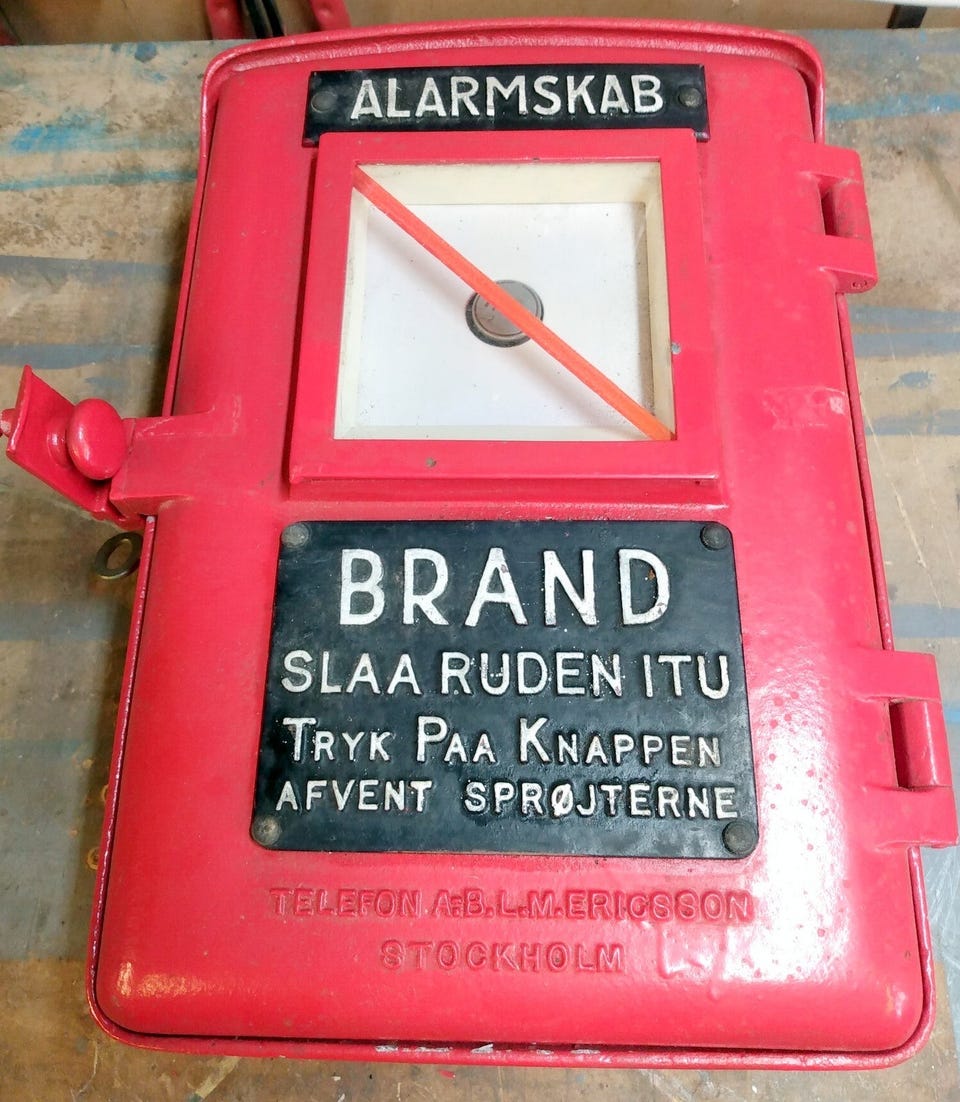 ALARMSKAB
BRAND
SLAA RUDEN ITU
TRYK PAA KNAPPEN
AFVENT SPRØJTERNE
TELEFON A.-B. L.M. ERICSSON
STOCKHOLM